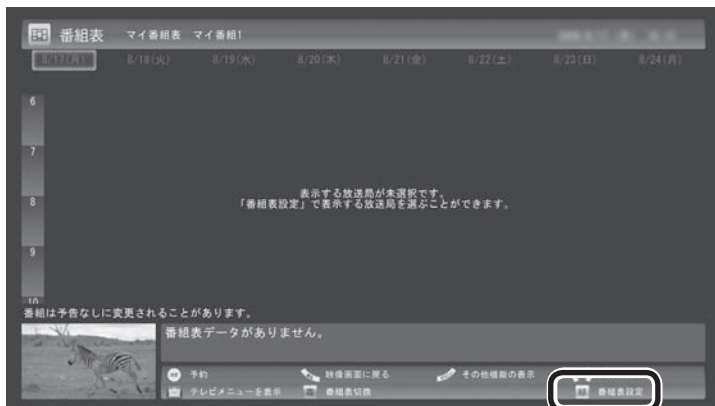 番組表 マイ番組表 マイ番組1
8/17(月) 8/18(火) 8/19(水) 8/20(木) 8/21(金) 8/22(土) 8/23(日) 8/24(月)
6
7
8
9
10
表示する放送局が未選択です。
「番組表設定」で表示する放送局を選ぶことができます。
番組は予告なしに変更されることがあります。
番組表データがありません。
予約 映像画面に戻る その他機能の表示
テレビメニューを表示 番組表切換 番組表設定